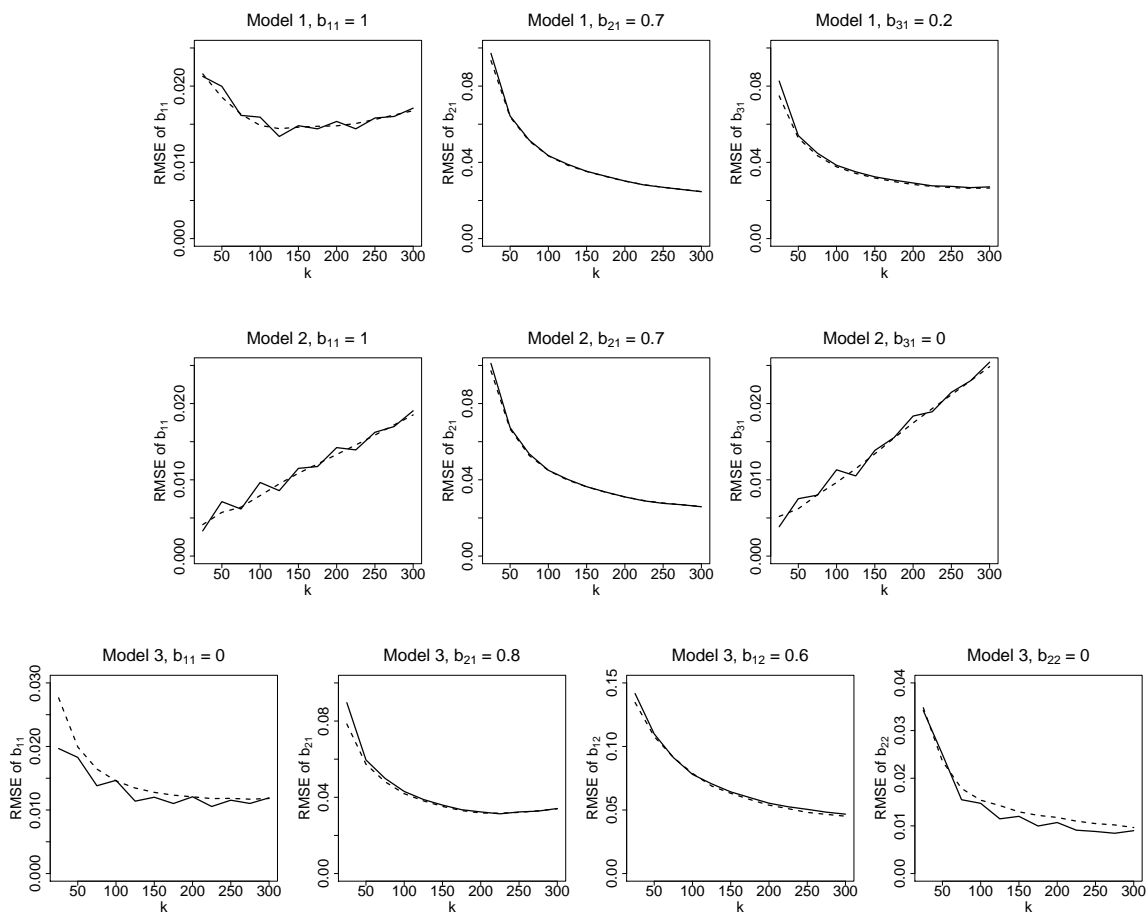 Model 1, b11 = 1
RMSE of b11
0.000 0.010 0.020
50 100 150 200 250 300
k
Model 1, b21 = 0.7
RMSE of b21
0.00 0.04 0.08
50 100 150 200 250 300
k
Model 1, b31 = 0.2
RMSE of b31
0.00 0.04 0.08
50 100 150 200 250 300
k
Model 2, b11 = 1
RMSE of b11
0.000 0.010 0.020
50 100 150 200 250 300
k
Model 2, b21 = 0.7
RMSE of b21
0.00 0.04 0.08
50 100 150 200 250 300
k
Model 2, b31 = 0
RMSE of b31
0.000 0.010 0.020
50 100 150 200 250 300
k
Model 3, b11 = 0
RMSE of b11
0.000 0.010 0.020 0.030
50 100 150 200 250 300
k
Model 3, b21 = 0.8
RMSE of b21
0.00 0.04 0.08
50 100 150 200 250 300
k
Model 3, b12 = 0.6
RMSE of b12
0.00 0.05 0.10 0.15
50 100 150 200 250 300
k
Model 3, b22 = 0
RMSE of b22
0.00 0.01 0.02 0.03 0.04
50 100 150 200 250 300
k